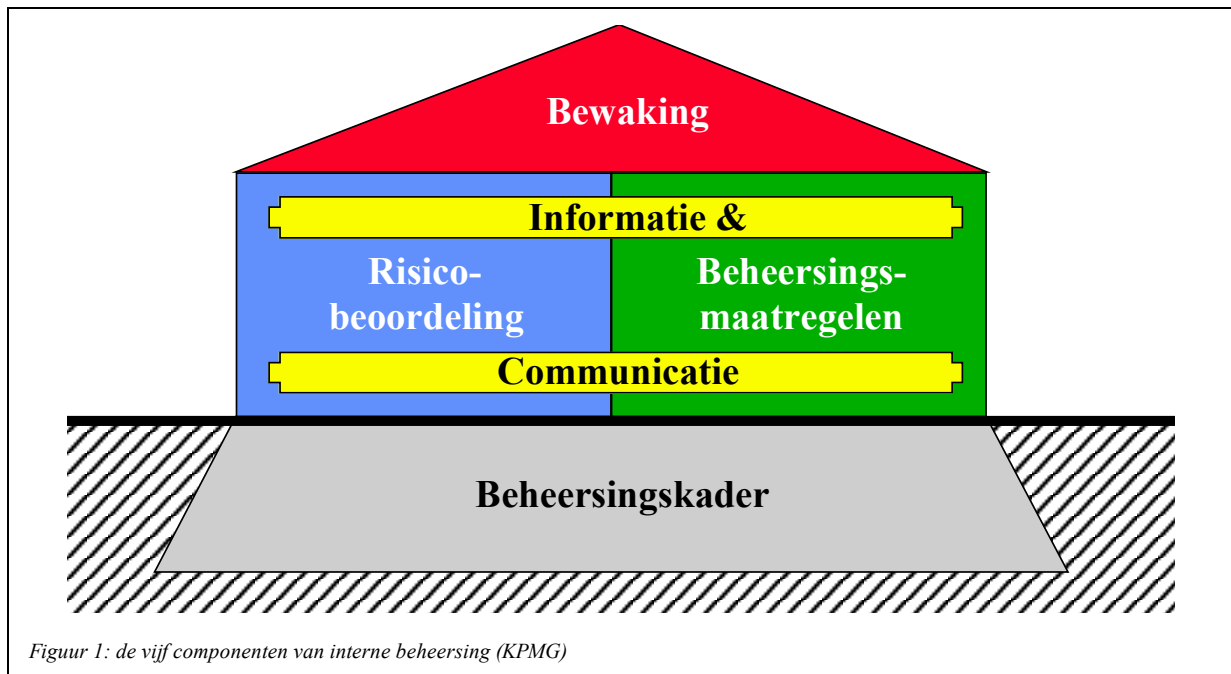 Bewaking
Informatie &
Risico-
beoordeling
Beheersings-
maatregelen
Communicatie
Beheersingskader
Figuur 1: de vijf componenten van interne beheersing (KPMG)